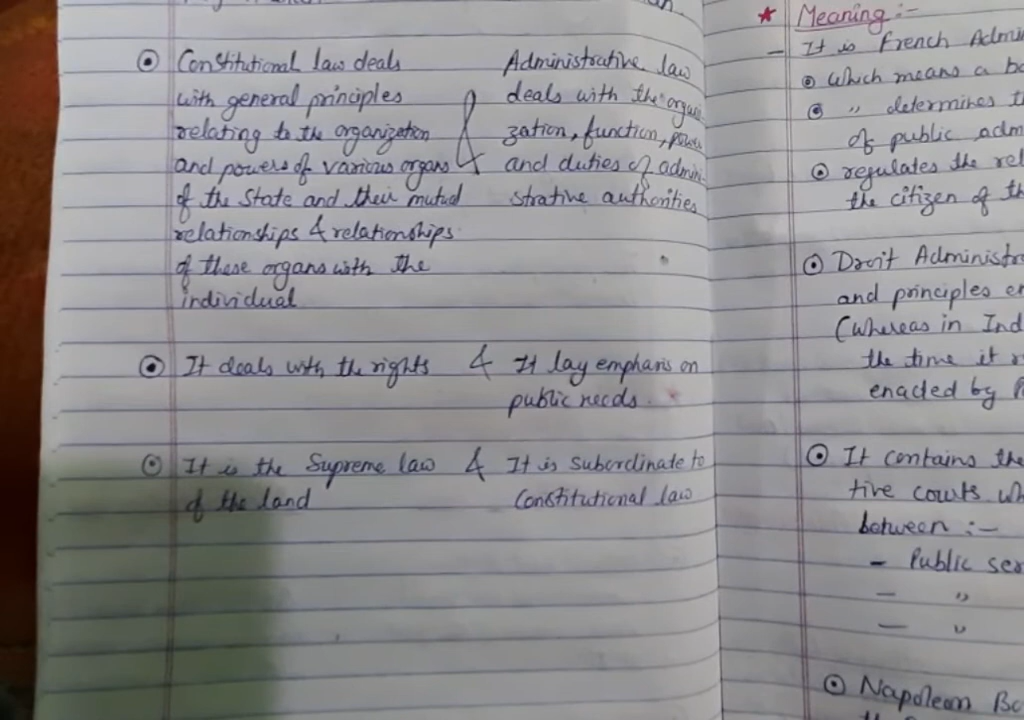 ⦿ Constitutional law deals
with general principles
relating to the organization
and powers of various organs
of the State and their mutual
relationships & relationships
of these organs with the
individual
&
Administrative law
deals with the organi
zation, function, power
and duties of admini-
strative authorities
⦿ It deals with the rights & It lay emphasis on
public needs.
⦿ It is the Supreme law & It is subordinate to
of the land Constitutional law
★ Meaning :-
- It is French Admin
⦿ Which means a
⦿ " determines
of public adm
⦿ regulates the
the citizen of
⦿ Droit Administra
and principles
(whereas in Ind
the time it
enacted by
⦿ It contains the
tive courts
between :-
- Public ser
- "
- "
⦿ Napoleon